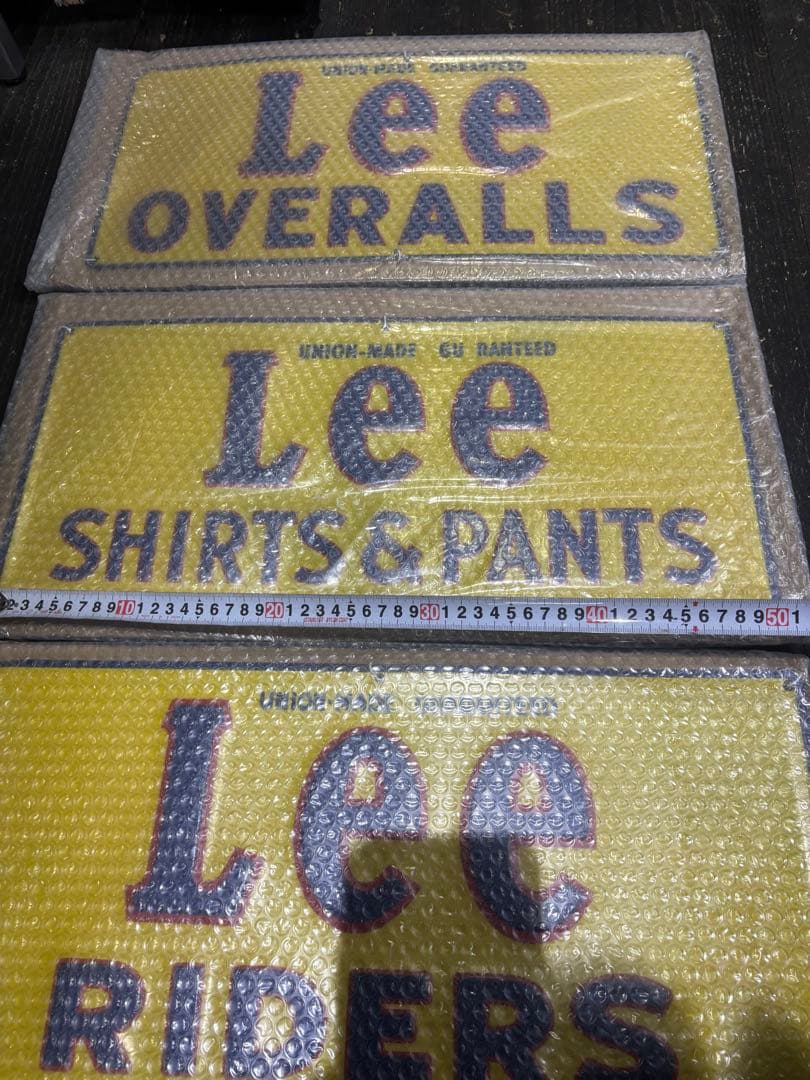 UNION-MADE GUARANTEED
Lee
OVERALLS
UNION-MADE GU RANTEED
Lee
SHIRTS & PANTS
2 3 4 5 6 7 8 9 10 1 2 3 4 5 6 7 8 9 20 1 2 3 4 5 6 7 8 9 30 1 2 3 4 5 6 7 8 9 40 1 2 3 4 5 6 7 8 9 50 1
UNION-MADE
Lee
RIDERS